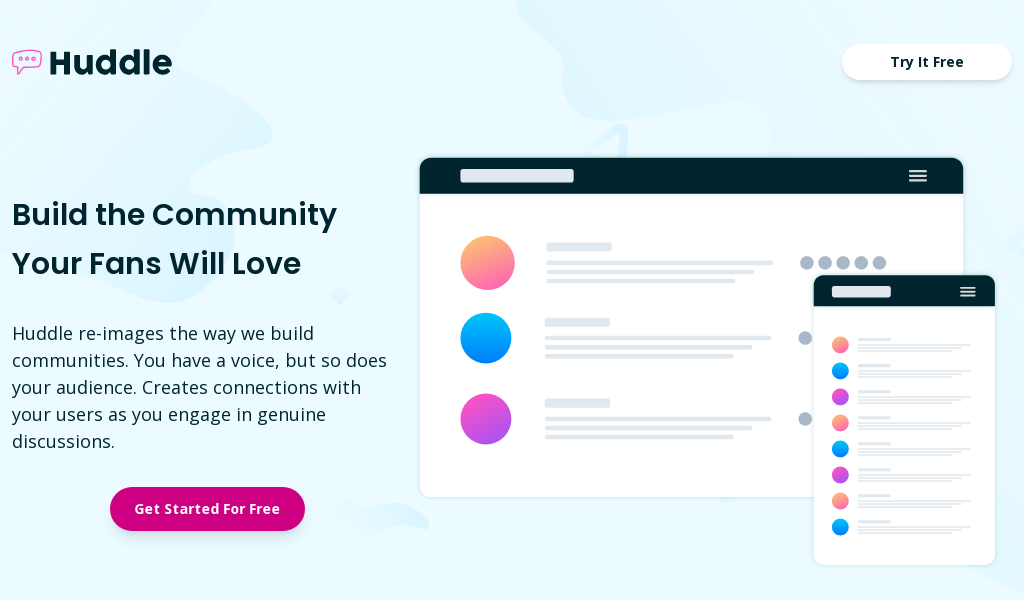 Huddle
Try It Free
Build the Community
Your Fans Will Love
Huddle re-images the way we build
communities. You have a voice, but so does
your audience. Creates connections with
your users as you engage in genuine
discussions.
Get Started For Free